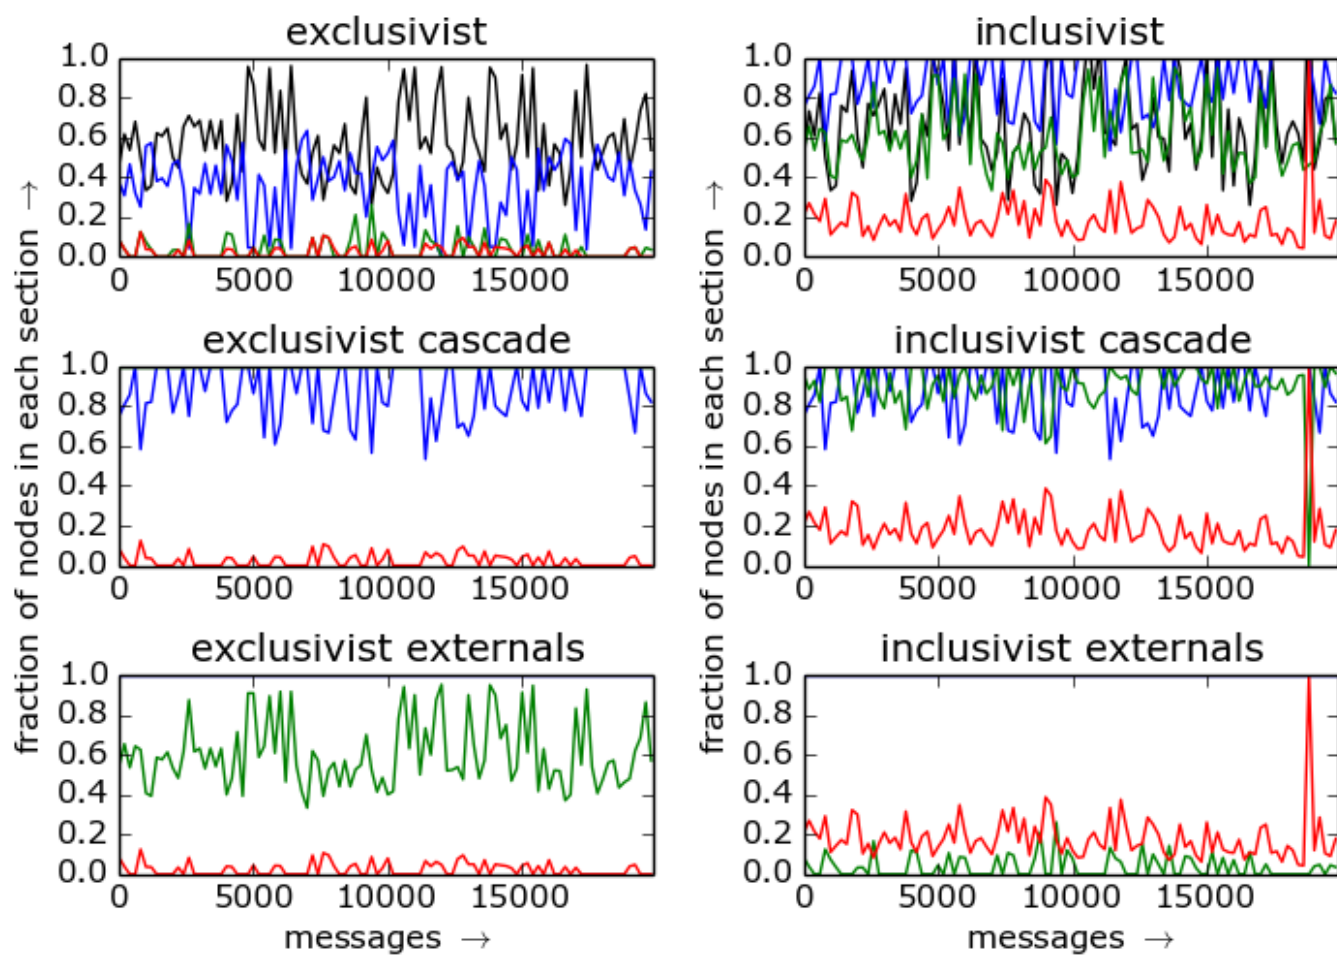 exclusivist
1.0
0.8
0.6
0.4
0.2
0.0
0 5000 10000 15000
inclusivist
1.0
0.8
0.6
0.4
0.2
0.0
0 5000 10000 15000
exclusivist cascade
1.0
0.8
0.6
0.4
0.2
0.0
0 5000 10000 15000
inclusivist cascade
1.0
0.8
0.6
0.4
0.2
0.0
0 5000 10000 15000
exclusivist externals
1.0
0.8
0.6
0.4
0.2
0.0
0 5000 10000 15000
inclusivist externals
1.0
0.8
0.6
0.4
0.2
0.0
0 5000 10000 15000
fraction of nodes in each section →
fraction of nodes in each section →
messages →
messages →